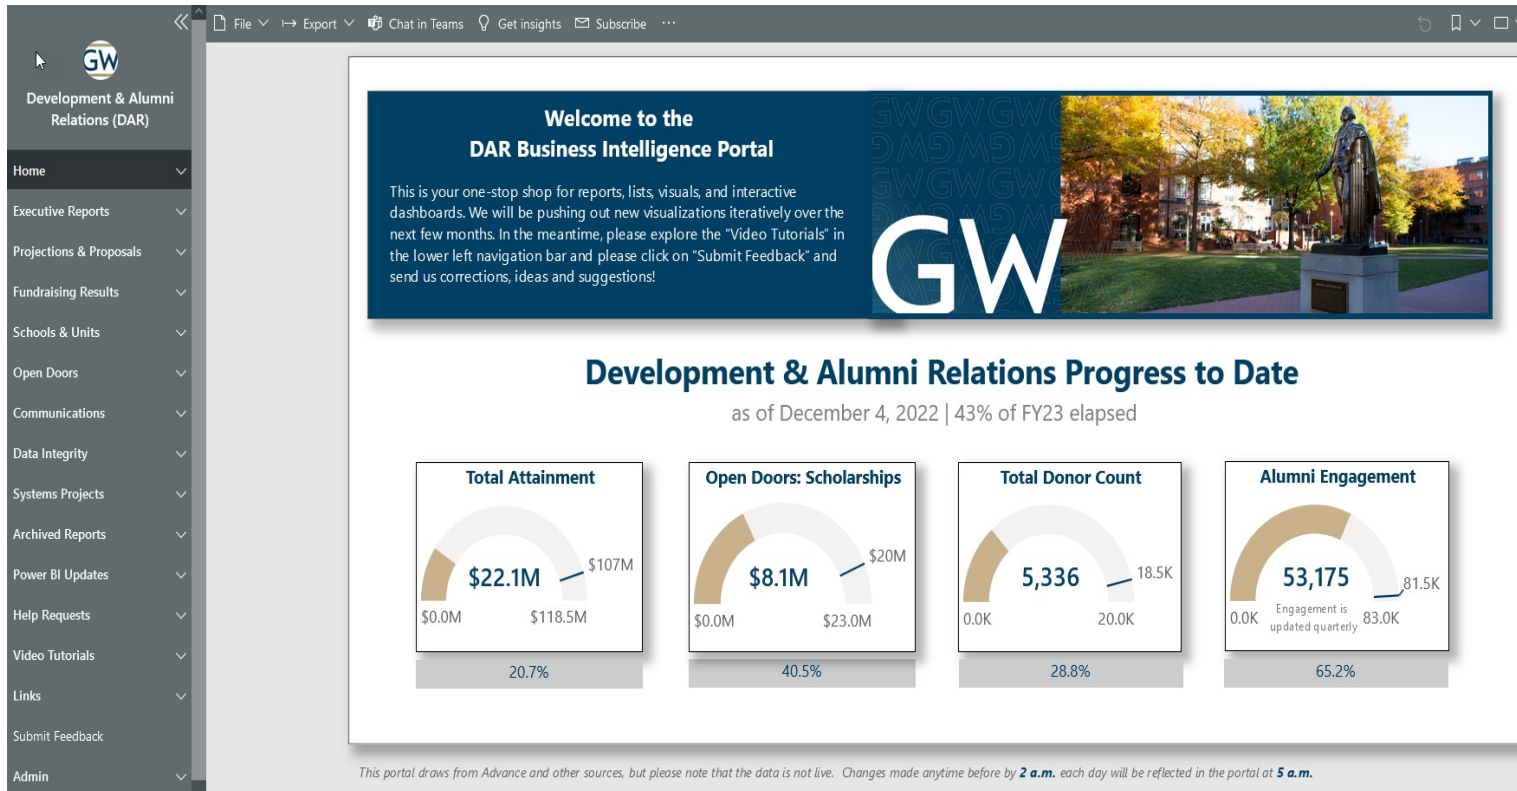 File
Export
Chat in Teams
Get insights
Subscribe
GW
Development & Alumni
Relations (DAR)
Home
Executive Reports
Projections & Proposals
Fundraising Results
Schools & Units
Open Doors
Communications
Data Integrity
Systems Projects
Archived Reports
Power BI Updates
Help Requests
Video Tutorials
Links
Submit Feedback
Admin
Welcome to the
DAR Business Intelligence Portal
This is your one-stop shop for reports, lists, visuals, and interactive
dashboards. We will be pushing out new visualizations iteratively over the
next few months. In the meantime, please explore the "Video Tutorials" in
the lower left navigation bar and please click on "Submit Feedback" and
send us corrections, ideas and suggestions!
GW
Development & Alumni Relations Progress to Date
as of December 4, 2022 | 43% of FY23 elapsed
Total Attainment
$22.1M
$107M
$0.0M
$118.5M
20.7%
Open Doors: Scholarships
$8.1M
$20M
$0.0M
$23.0M
40.5%
Total Donor Count
5,336
18.5K
0.0K
20.0K
28.8%
Alumni Engagement
53,175
81.5K
0.0K
Engagement is
updated quarterly
83.0K
65.2%
This portal draws from Advance and other sources, but please note that the data is not live. Changes made anytime before by 2 a.m. each day will be reflected in the portal at 5 a.m.